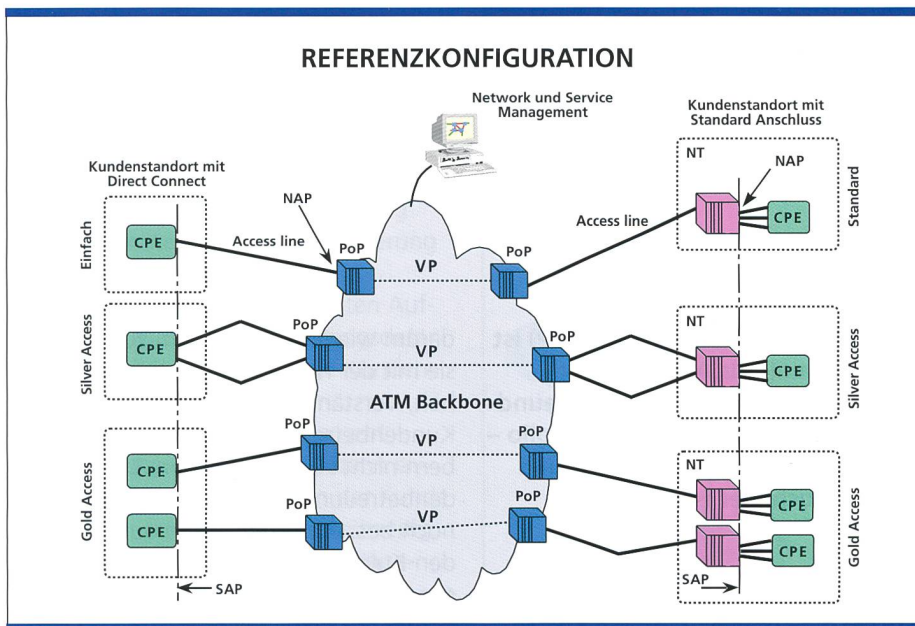 REFERENZKONFIGURATION
Network und Service
Management
Kundenstandort mit
Direct Connect
Kundenstandort mit
Standard Anschluss
Einfach
CPE
Access line
NAP
PoP
VP
PoP
Access line
NT
NAP
CPE
Standard
Silver Access
CPE
PoP
VP
PoP
NT
CPE
Silver Access
ATM Backbone
Gold Access
CPE
CPE
PoP
VP
PoP
PoP
VP
PoP
NT
CPE
CPE
Gold Access
SAP
SAP